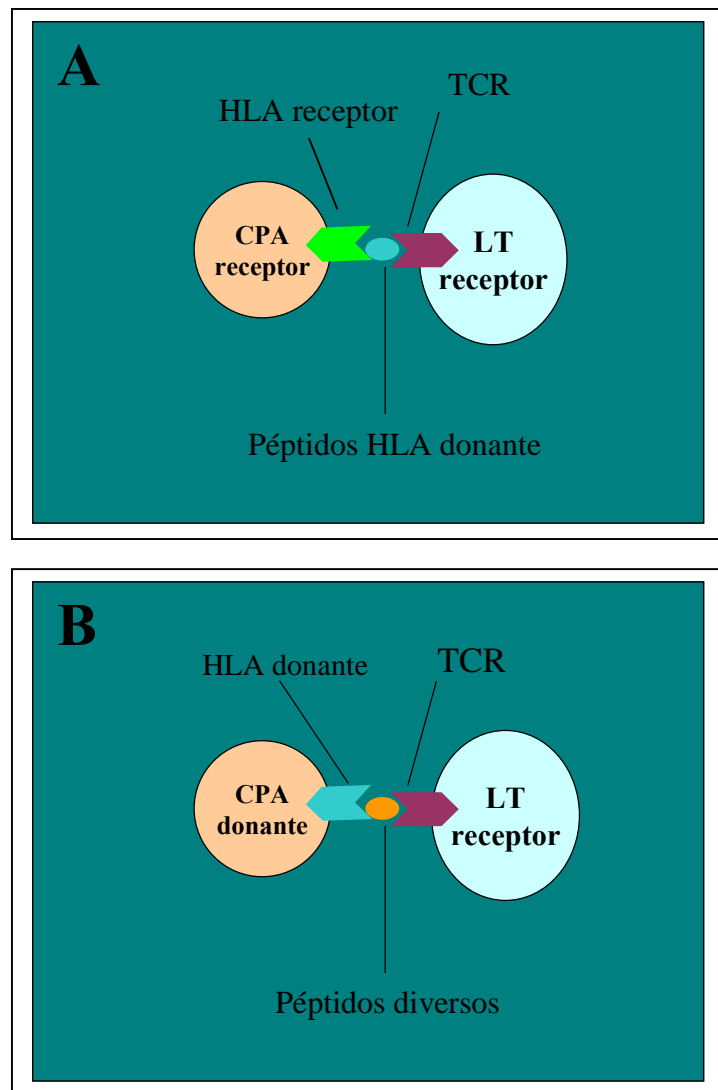 A
TCR
HLA receptor
CPA
receptor
LT
receptor
Péptidos HLA donante
B
HLA donante
TCR
CPA
donante
LT
receptor
Péptidos diversos